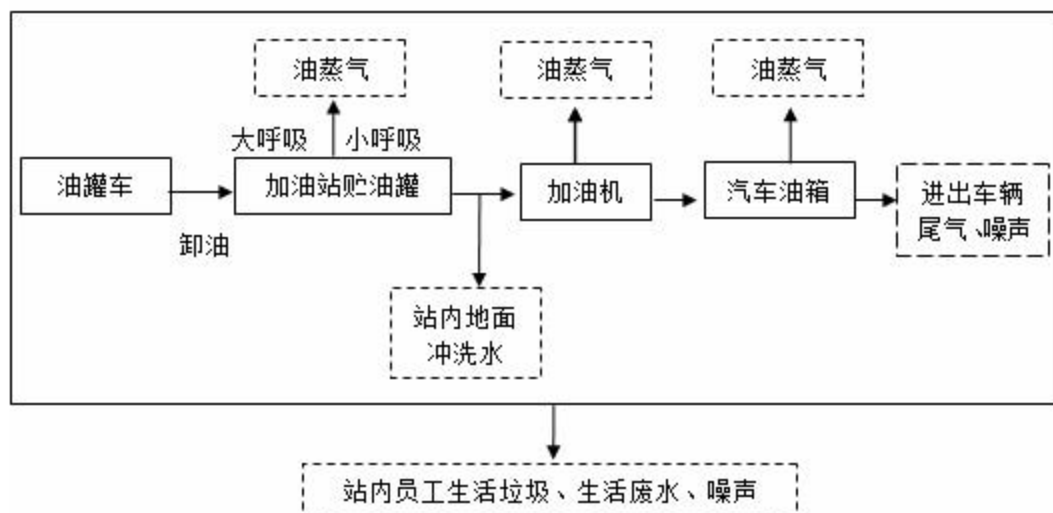 油蒸气 油蒸气 油蒸气
大呼吸 小呼吸
油罐车 加油站贮油罐 加油机 汽车油箱 进出车辆
尾气、噪声
卸油
站内地面
冲洗水
站内员工生活垃圾、生活废水、噪声